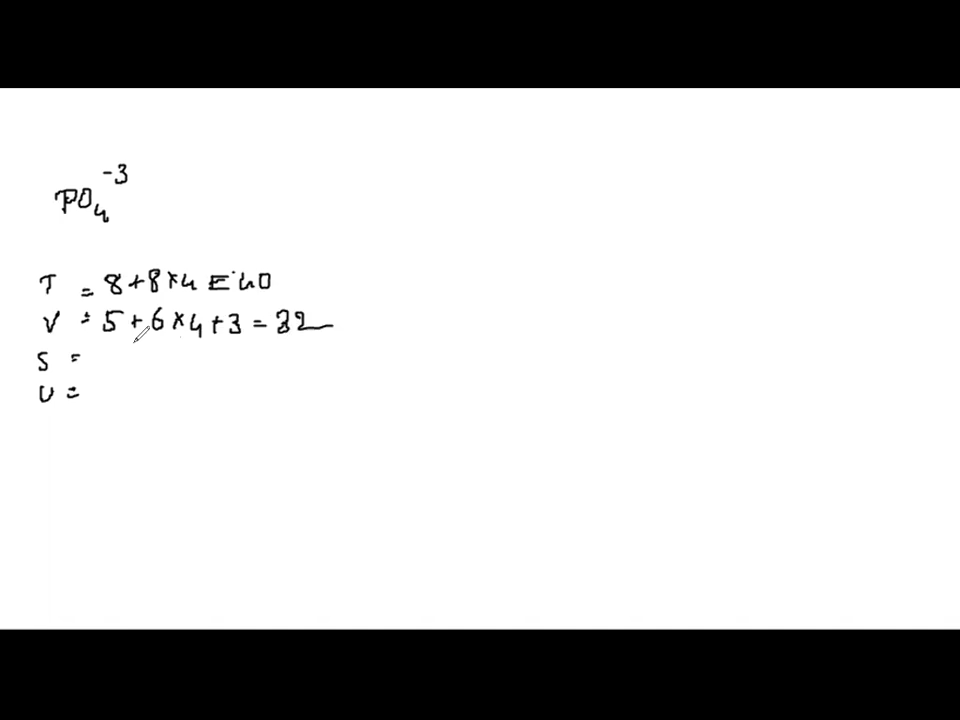 PO₄⁻³
T = 8+8×4 = 40
V = 5+6×4+3 = 32
S =
U =